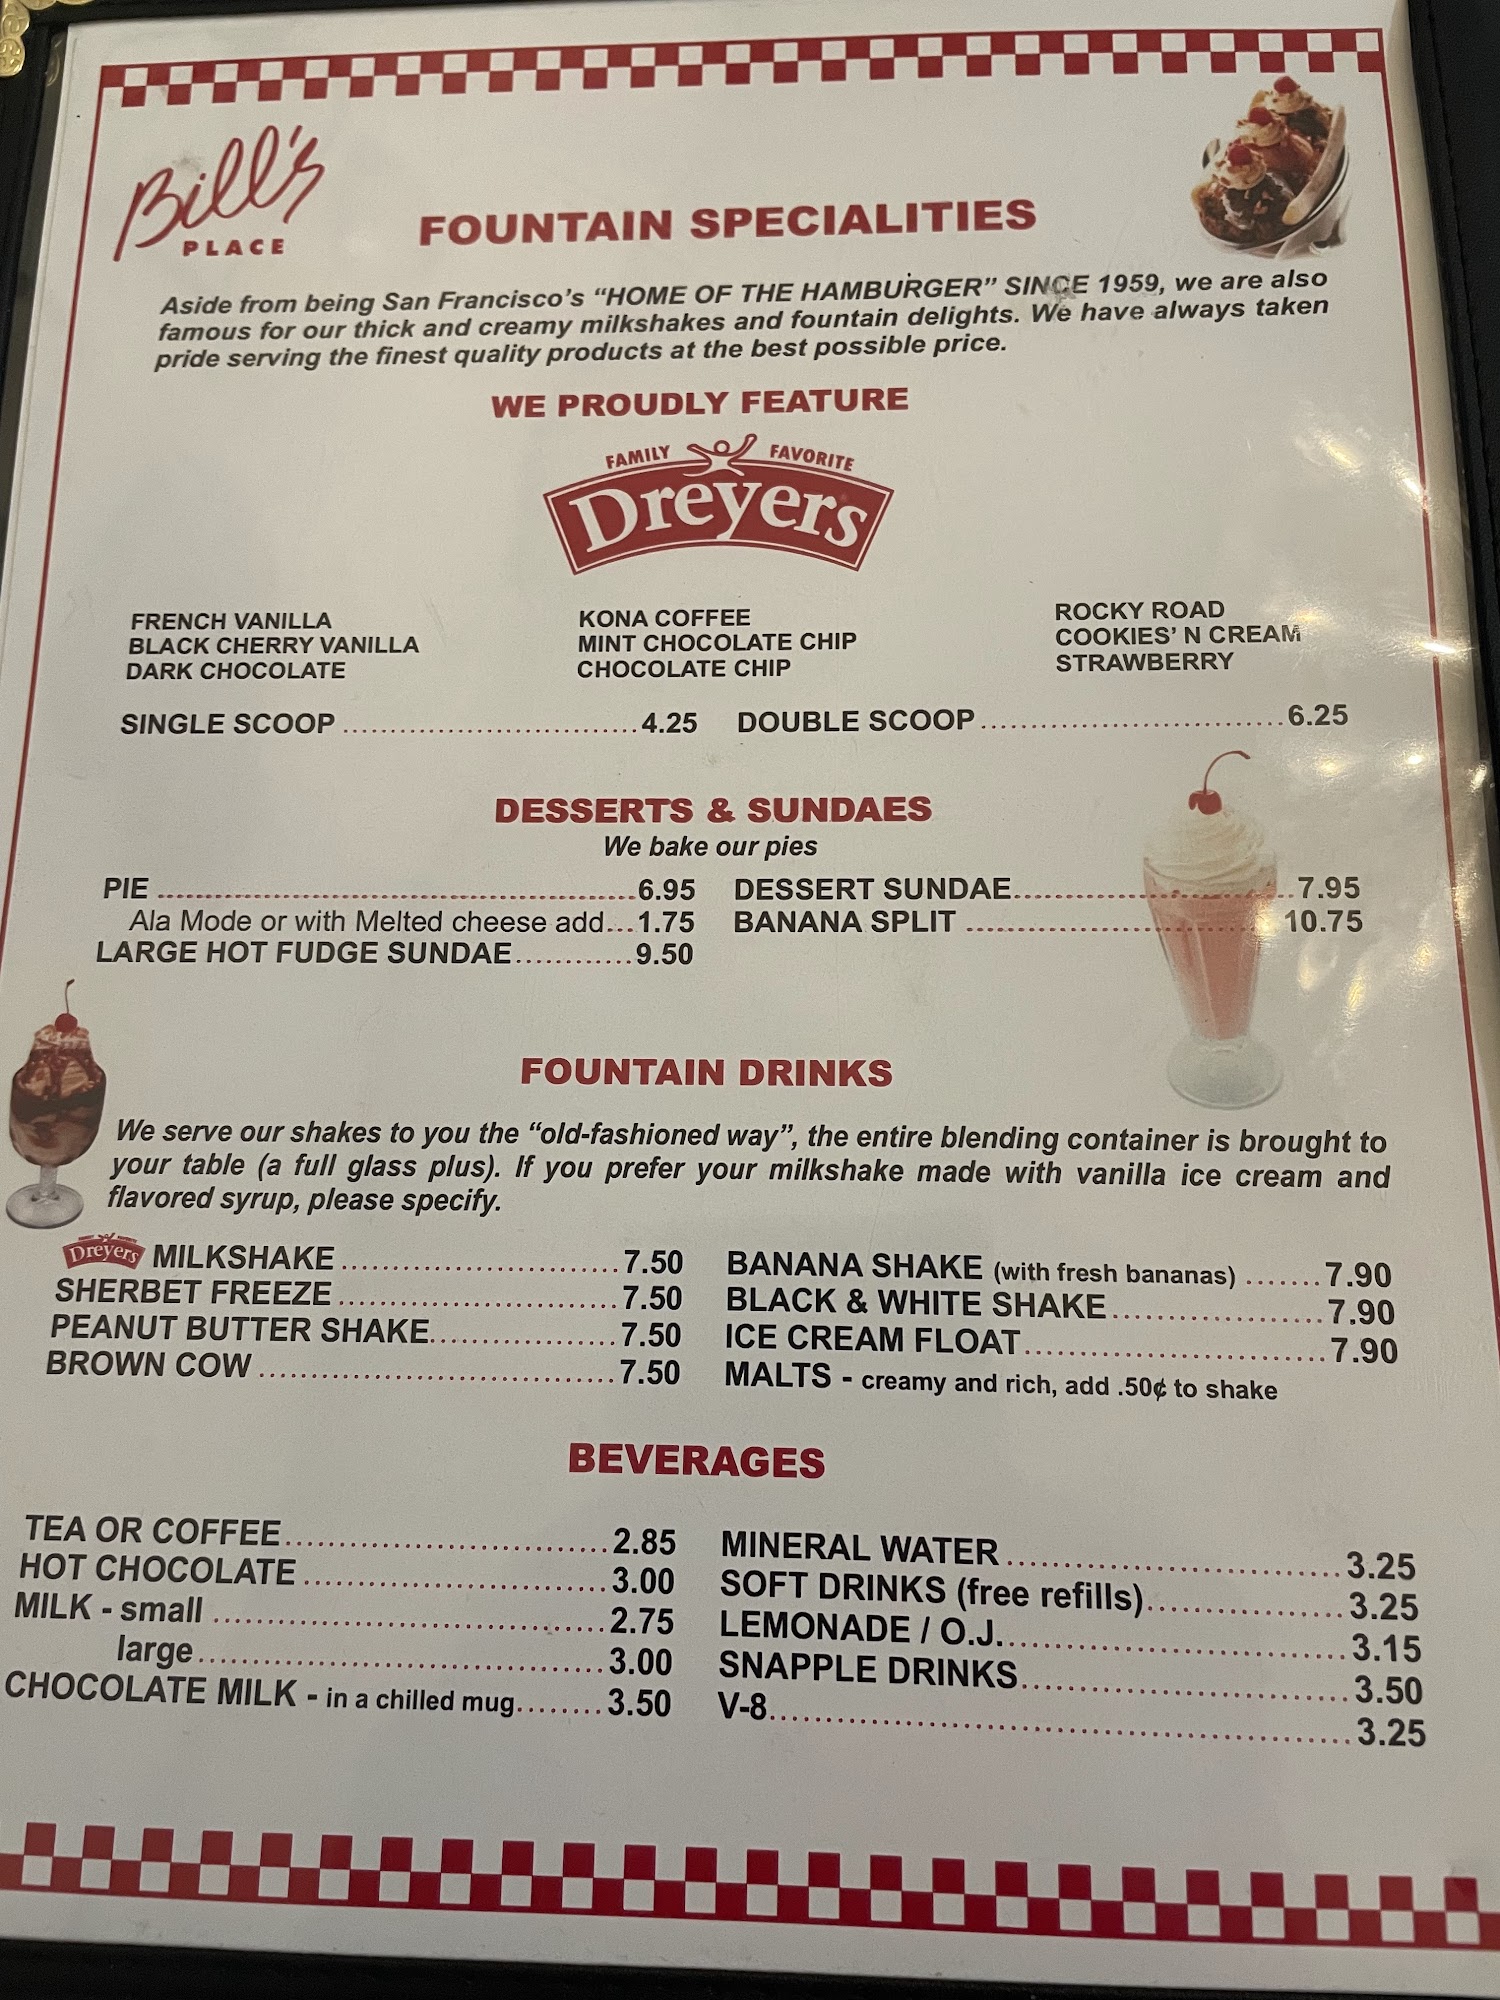 Bill's
PLACE
FOUNTAIN SPECIALITIES
Aside from being San Francisco's “HOME OF THE HAMBURGER” SINCE 1959, we are also
famous for our thick and creamy milkshakes and fountain delights. We have always taken
pride serving the finest quality products at the best possible price.
WE PROUDLY FEATURE
FAMILY FAVORITE
Dreyers
FRENCH VANILLA
BLACK CHERRY VANILLA
DARK CHOCOLATE
KONA COFFEE
MINT CHOCOLATE CHIP
CHOCOLATE CHIP
ROCKY ROAD
COOKIES' N CREAM
STRAWBERRY
SINGLE SCOOP 4.25
DOUBLE SCOOP 6.25
DESSERTS & SUNDAES
We bake our pies
PIE 6.95
Ala Mode or with Melted cheese add 1.75
LARGE HOT FUDGE SUNDAE 9.50
DESSERT SUNDAE 7.95
BANANA SPLIT 10.75
FOUNTAIN DRINKS
We serve our shakes to you the “old-fashioned way”, the entire blending container is brought to
your table (a full glass plus). If you prefer your milkshake made with vanilla ice cream and
flavored syrup, please specify.
Dreyers MILKSHAKE 7.50
SHERBET FREEZE 7.50
PEANUT BUTTER SHAKE 7.50
BROWN COW 7.50
BANANA SHAKE (with fresh bananas) 7.90
BLACK & WHITE SHAKE 7.90
ICE CREAM FLOAT 7.90
MALTS - creamy and rich, add .50¢ to shake
BEVERAGES
TEA OR COFFEE 2.85
HOT CHOCOLATE 3.00
MILK - small 2.75
large 3.00
CHOCOLATE MILK - in a chilled mug 3.50
MINERAL WATER 3.25
SOFT DRINKS (free refills) 3.25
LEMONADE / O.J. 3.15
SNAPPLE DRINKS 3.50
V-8 3.25